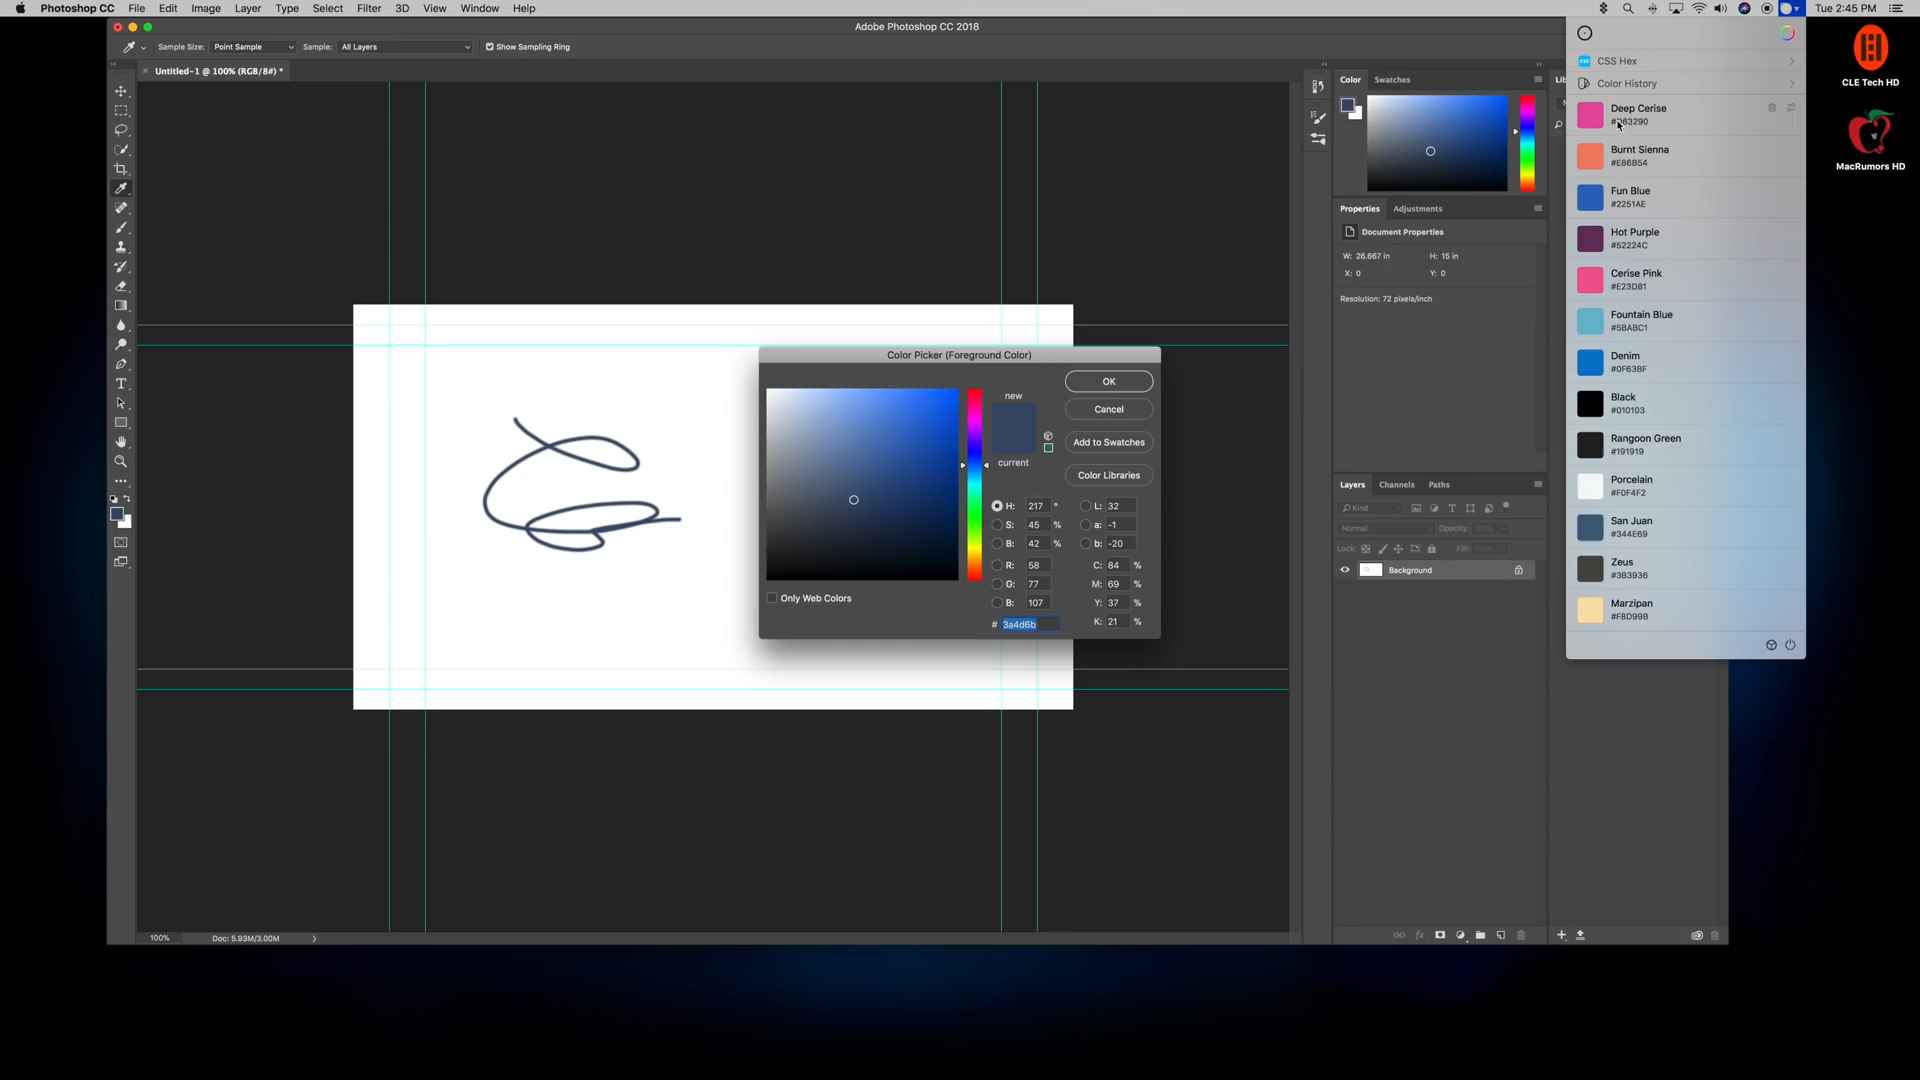 Photoshop CC File Edit Image Layer Type Select Filter 3D View Window Help Tue 2:45 PM
Adobe Photoshop CC 2018
Sample Size: Point Sample Sample: All Layers Show Sampling Ring
Untitled-1 @ 100% (RGB/8#) *
Color Swatches
Properties Adjustments
Document Properties
W: 26.667 in H: 15 in
X: 0 Y: 0
Resolution: 72 pixels/inch
Color Picker (Foreground Color)
new
current
OK
Cancel
Add to Swatches
Color Libraries
H: 217 °
S: 45 %
B: 42 %
R: 58
G: 77
B: 107
# 3a4d6b
L: 32
a: -1
b: -20
C: 84 %
M: 69 %
Y: 37 %
K: 21 %
Only Web Colors
Layers Channels Paths
Kind
Normal Opacity: 100%
Lock: Fill: 100%
Background
100% Doc: 5.93M/3.00M
CSS Hex
Color History
Deep Cerise
Burnt Sienna
#E86B54
Fun Blue
#2251AE
Hot Purple
#52224C
Cerise Pink
#E23D81
Fountain Blue
#5BABC1
Denim
#0F63BF
Black
#010103
Rangoon Green
#191919
Porcelain
#F0F4F2
San Juan
#344E69
Zeus
#3B3936
Marzipan
#F8D99B
CLE Tech HD
MacRumors HD